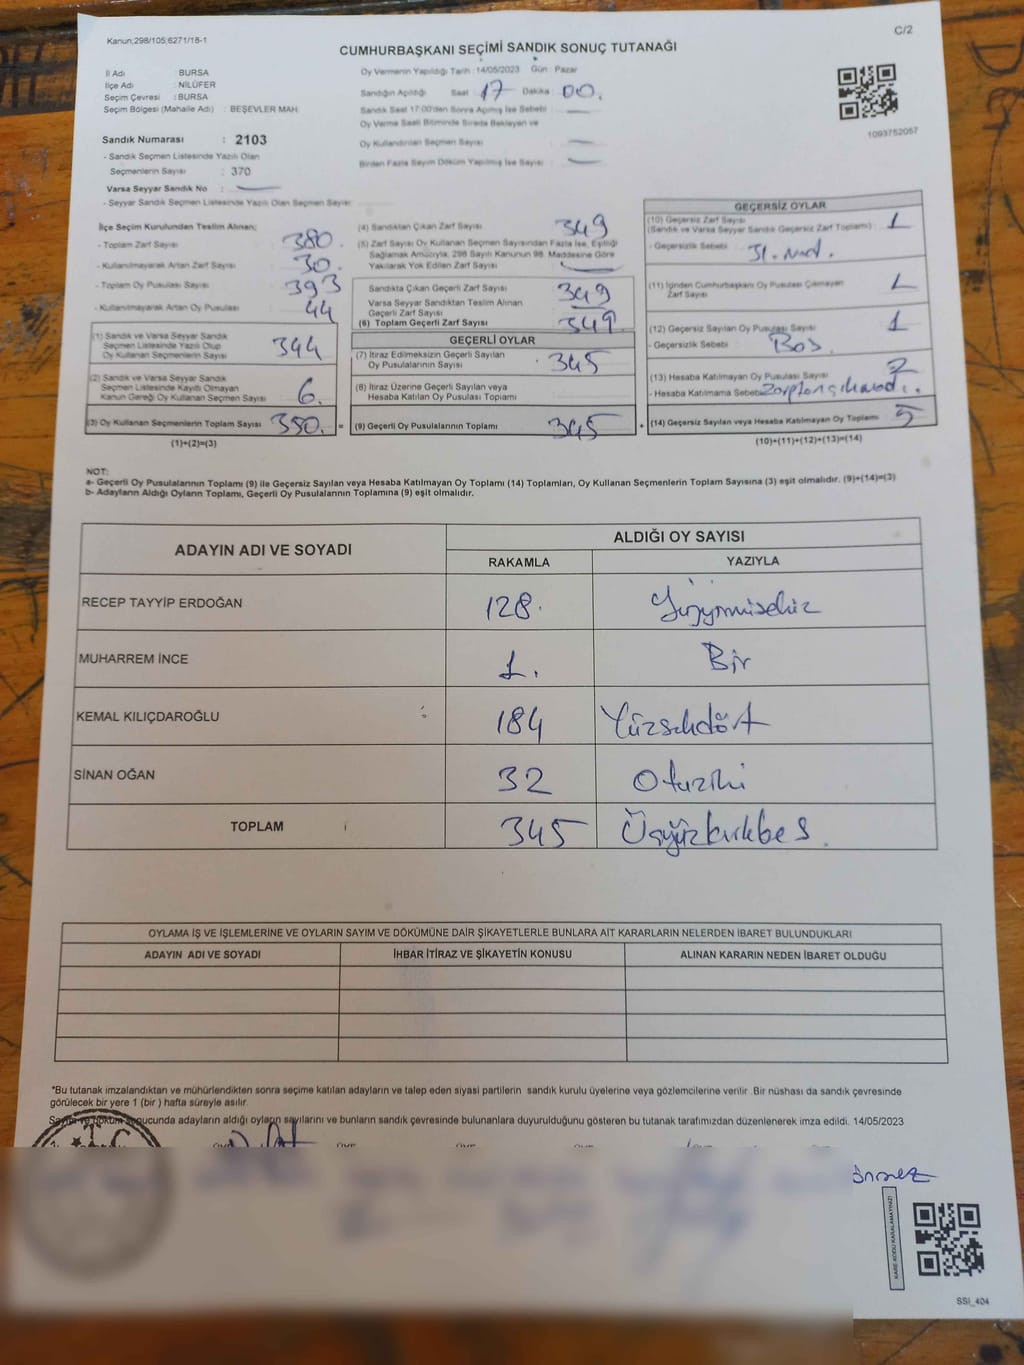 Kanun;298/105;6271/18-1
C/2
CUMHURBAŞKANI SEÇİMİ SANDIK SONUÇ TUTANAĞI
İl Adı : BURSA
İlçe Adı : NİLÜFER
Seçim Çevresi : BURSA
Seçim Bölgesi (Mahalle Adı) : BEŞEVLER MAH.
Sandık Numarası : 2103
- Sandık Seçmen Listesinde Yazılı Olan
Seçmenlerin Sayısı : 370
Varsa Seyyar Sandık No :
- Seyyar Sandık Seçmen Listesinde Yazılı Olan Seçmen Sayısı:
Oy Vermenin Yapıldığı Tarih : 14/05/2023 Gün : Pazar
Sandığın Açıldığı Saat : 17 Dakika : 00.
Sandık Saat 17:00'den Sonra Açılmış İse Sebebi :
Oy Verme Saati Bitiminde Sırada Bekleyen ve
Oy Kullandırılan Seçmen Sayısı :
Birden Fazla Sayım Döküm Yapılmış İse Sayısı :
1093752057
İlçe Seçim Kurulundan Teslim Alınan;
- Toplam Zarf Sayısı : 380.
- Kullanılmayarak Artan Zarf Sayısı : 30.
- Toplam Oy Pusulası Sayısı : 393
- Kullanılmayarak Artan Oy Pusulası : 44
(1) Sandık ve Varsa Seyyar Sandık
Seçmen Listesinde Yazılı Olup
Oy Kullanan Seçmenlerin Sayısı 344
(2) Sandık ve Varsa Seyyar Sandık
Seçmen Listesinde Kayıtlı Olmayan
Kanun Gereği Oy Kullanan Seçmen Sayısı 6.
(3) Oy Kullanan Seçmenlerin Toplam Sayısı 350. =
(1)+(2)=(3)
(4) Sandıktan Çıkan Zarf Sayısı : 349
(5) Zarf Sayısı Oy Kullanan Seçmen Sayısından Fazla İse, Eşitliği
Sağlamak Amacıyla; 298 Sayılı Kanunun 98. Maddesine Göre
Yakılarak Yok Edilen Zarf Sayısı :
Sandıkta Çıkan Geçerli Zarf Sayısı : 349
Varsa Seyyar Sandıktan Teslim Alınan
Geçerli Zarf Sayısı :
(6) Toplam Geçerli Zarf Sayısı : 349.
GEÇERLİ OYLAR
(7) İtiraz Edilmeksizin Geçerli Sayılan
Oy Pusulalarının Sayısı : 345
(8) İtiraz Üzerine Geçerli Sayılan veya
Hesaba Katılan Oy Pusulası Toplamı :
(9) Geçerli Oy Pusulalarının Toplamı : 345 +
GEÇERSİZ OYLAR
(10) Geçersiz Zarf Sayısı
(Sandık ve Varsa Seyyar Sandık Geçersiz Zarf Toplamı) : 1
- Geçersizlik Sebebi
(11) İçinden Cumhurbaşkanı Oy Pusulası Çıkmayan
Zarf Sayısı : 1
(12) Geçersiz Sayılan Oy Pusulası Sayısı : 1
- Geçersizlik Sebebi : Boş.
(13) Hesaba Katılmayan Oy Pusulası Sayısı : 2
- Hesaba Katılmama Sebebi
(14) Geçersiz Sayılan veya Hesaba Katılmayan Oy Toplamı : 5
(10)+(11)+(12)+(13)=(14)
NOT:
a- Geçerli Oy Pusulalarının Toplamı (9) ile Geçersiz Sayılan veya Hesaba Katılmayan Oy Toplamı (14) Toplamları, Oy Kullanan Seçmenlerin Toplam Sayısına (3) eşit olmalıdır. (9)+(14)=(3)
b- Adayların Aldığı Oyların Toplamı, Geçerli Oy Pusulalarının Toplamına (9) eşit olmalıdır.
ADAYIN ADI VE SOYADI
ALDIĞI OY SAYISI
RAKAMLA YAZIYLA
RECEP TAYYİP ERDOĞAN 128. Yüzyirmisekiz
MUHARREM İNCE 1. Bir
KEMAL KILIÇDAROĞLU 184 Yüzsekdört
SİNAN OĞAN 32 Otuziki
TOPLAM 345 Üçyüzkırkbeş.
OYLAMA İŞ VE İŞLEMLERİNE VE OYLARIN SAYIM VE DÖKÜMÜNE DAİR ŞİKAYETLERLE BUNLARA AİT KARARLARIN NELERDEN İBARET BULUNDUKLARI
ADAYIN ADI VE SOYADI İHBAR İTİRAZ VE ŞİKAYETİN KONUSU ALINAN KARARIN NEDEN İBARET OLDUĞU
*Bu tutanak imzalandıktan ve mühürlendikten sonra seçime katılan adayların ve talep eden siyasi partilerin sandık kurulu üyelerine veya gözlemcilerine verilir. Bir nüshası da sandık çevresinde
görülecek bir yere 1 (bir ) hafta süreyle asılır.
Sayım ve döküm sonucunda adayların aldığı oyların sayılarını ve bunların sandık çevresinde bulunanlara duyurulduğunu gösteren bu tutanak tarafımızdan düzenlenerek imza edildi. 14/05/2023
KARE KODU KARALAMAYINIZ!
SSİ_404